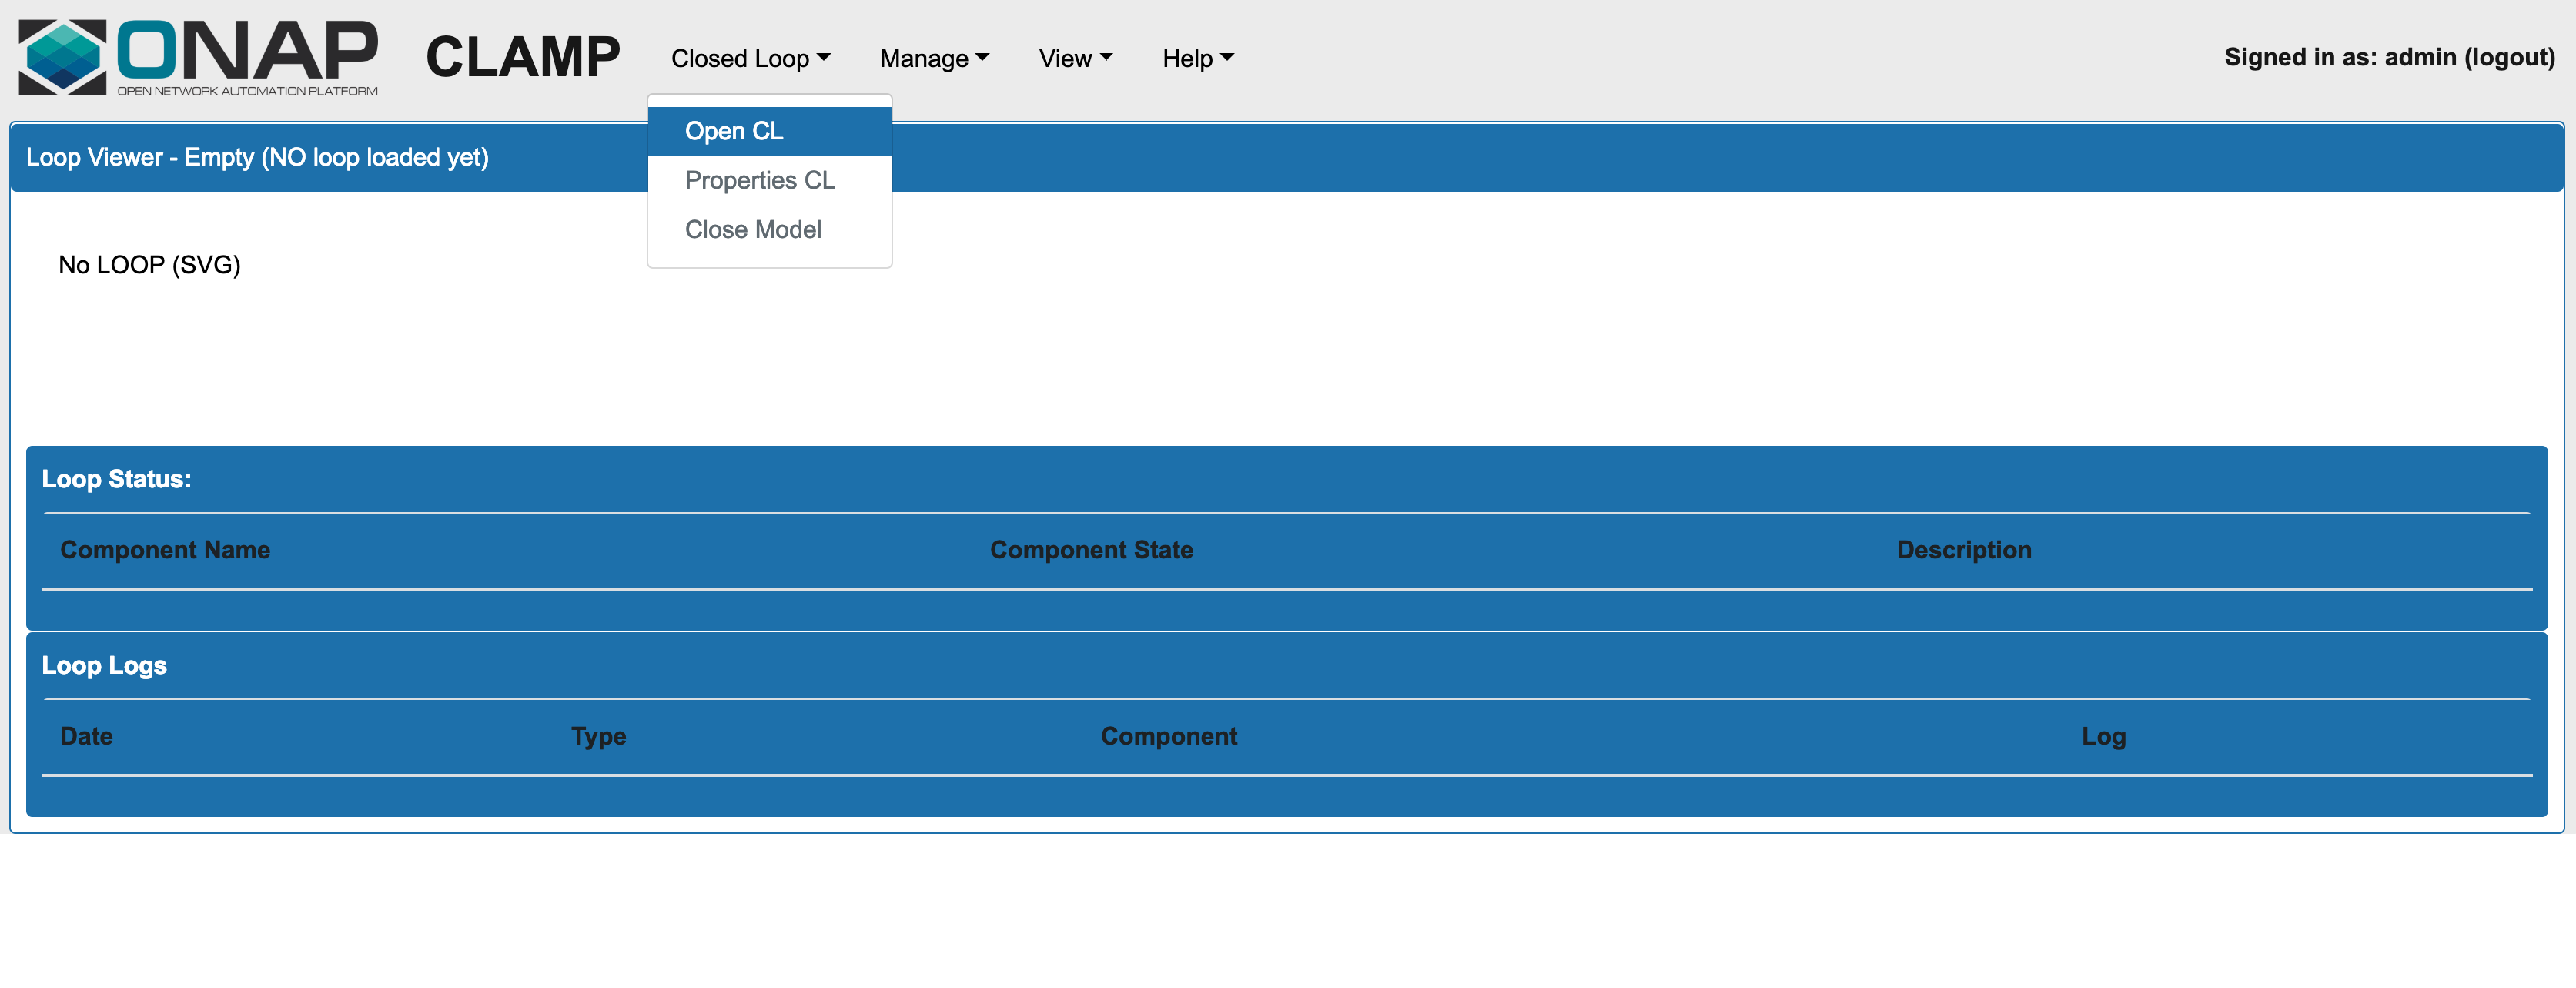 ONAP
OPEN NETWORK AUTOMATION PLATFORM
CLAMP
Closed Loop
Manage
View
Help
Signed in as: admin (logout)
Open CL
Properties CL
Close Model
Loop Viewer - Empty (NO loop loaded yet)
No LOOP (SVG)
Loop Status:
Component Name Component State Description
Loop Logs
Date Type Component Log